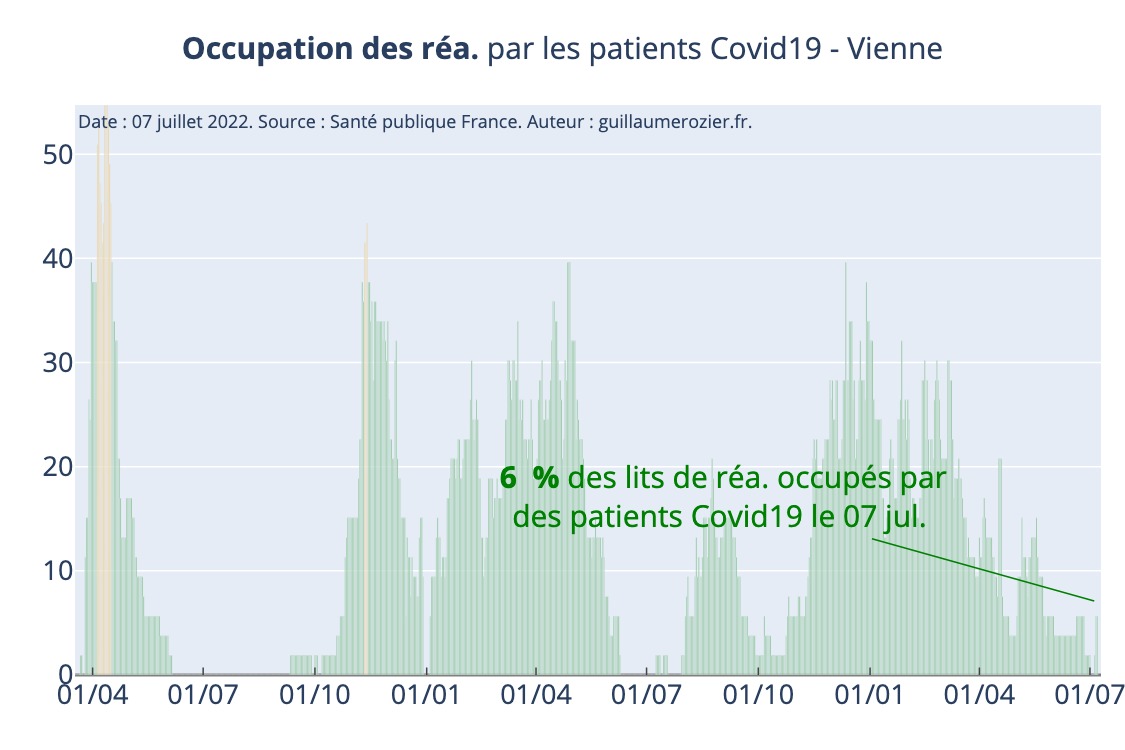 Occupation des réa. par les patients Covid19 - Vienne
Date : 07 juillet 2022. Source : Santé publique France. Auteur : guillaumerozier.fr.
50
40
30
20
10
0
6 % des lits de réa. occupés par
des patients Covid19 le 07 jul.
01/04 01/07 01/10 01/01 01/04 01/07 01/10 01/01 01/04 01/07